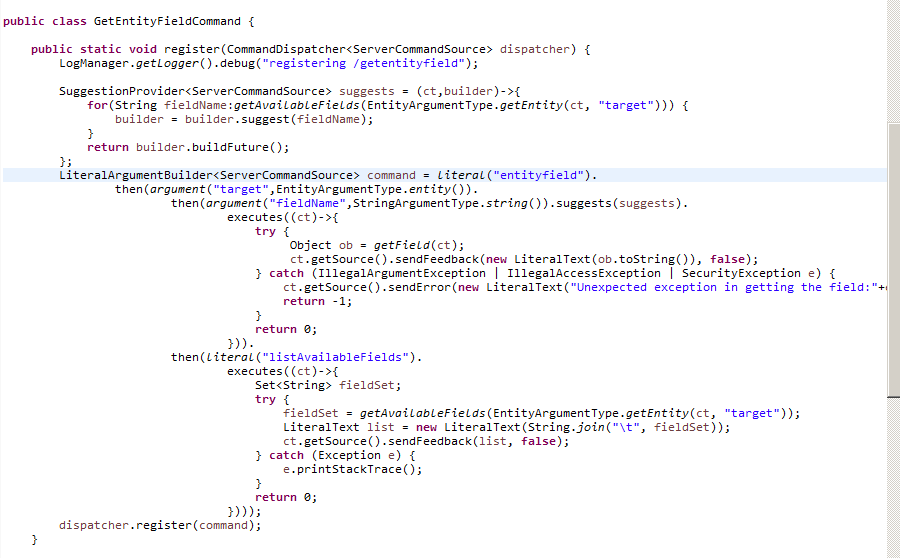 public class GetEntityFieldCommand {
public static void register(CommandDispatcher<ServerCommandSource> dispatcher) {
LogManager.getLogger().debug("registering /getentityfield");
SuggestionProvider<ServerCommandSource> suggests = (ct,builder)->{
for(String fieldName:getAvailableFields(EntityArgumentType.getEntity(ct, "target"))) {
builder = builder.suggest(fieldName);
}
return builder.buildFuture();
};
LiteralArgumentBuilder<ServerCommandSource> command = literal("entityfield").
then(argument("target",EntityArgumentType.entity()).
then(argument("fieldName",StringArgumentType.string()).suggests(suggests).
executes((ct)->{
try {
Object ob = getField(ct);
ct.getSource().sendFeedback(new LiteralText(ob.toString()), false);
} catch (IllegalArgumentException | IllegalAccessException | SecurityException e) {
ct.getSource().sendError(new LiteralText("Unexpected exception in getting the field:"+
return -1;
}
return 0;
})).
then(literal("listAvailableFields").
executes((ct)->{
Set<String> fieldSet;
try {
fieldSet = getAvailableFields(EntityArgumentType.getEntity(ct, "target"));
LiteralText list = new LiteralText(String.join("\t", fieldSet));
ct.getSource().sendFeedback(list, false);
} catch (Exception e) {
e.printStackTrace();
}
return 0;
})));
dispatcher.register(command);
}